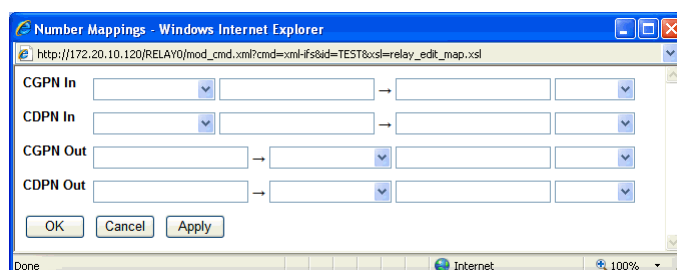 Number Mappings - Windows Internet Explorer
http://172.20.10.120/RELAY0/mod_cmd.xml?cmd=xml-ifs&id=TEST&xsl=relay_edit_map.xsl
CGPN In →
CDPN In →
CGPN Out →
CDPN Out →
OK Cancel Apply
Done Internet 100%